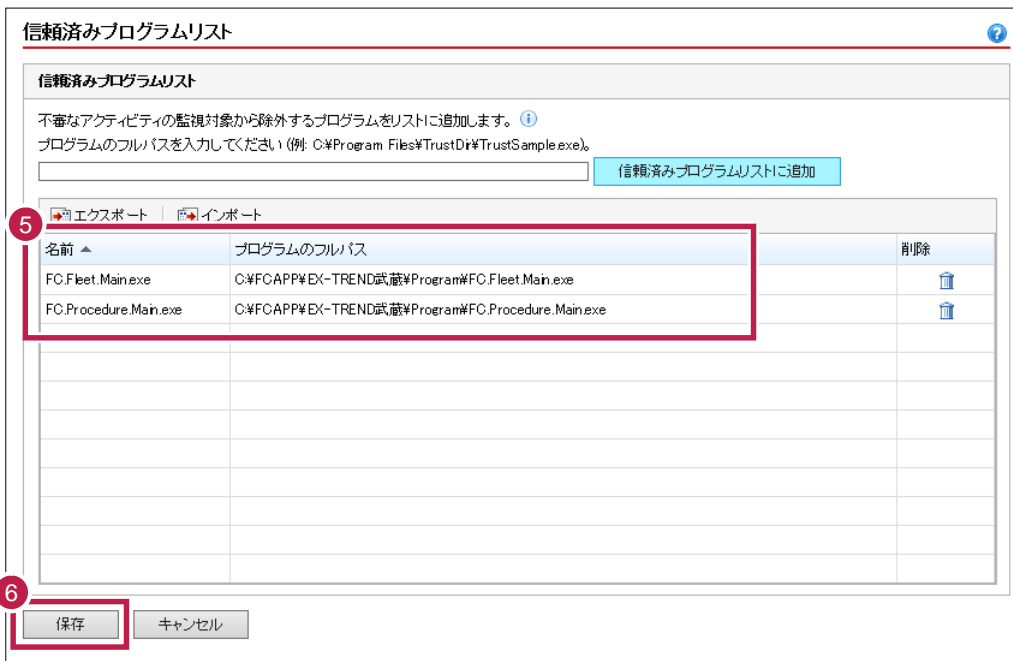 信頼済みプログラムリスト
信頼済みプログラムリスト
不審なアクティビティの監視対象から除外するプログラムをリストに追加します。
プログラムのフルパスを入力してください (例: C:¥Program Files¥TrustDir¥TrustSample.exe)。
信頼済みプログラムリストに追加
エクスポート インポート
5
名前 プログラムのフルパス 削除
FC.Fleet.Main.exe C:¥FCAPP¥EX-TREND武蔵¥Program¥FC.Fleet.Main.exe
FC.Procedure.Main.exe C:¥FCAPP¥EX-TREND武蔵¥Program¥FC.Procedure.Main.exe
6
保存 キャンセル